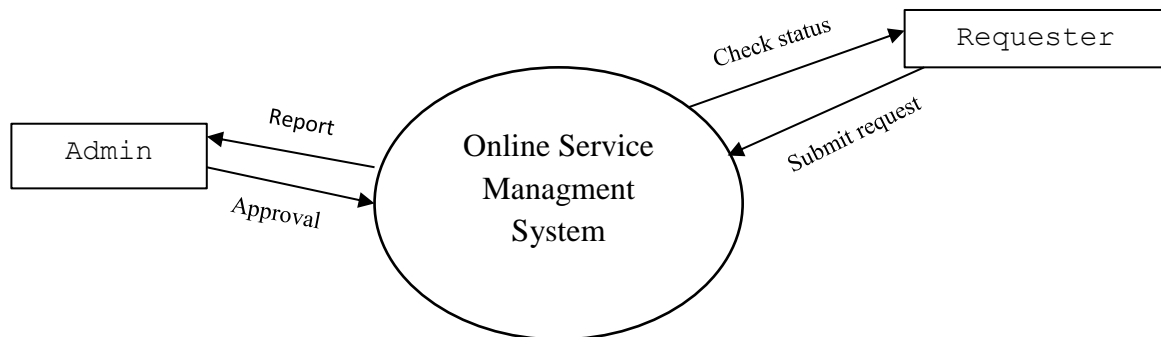 Check status
Requester
Submit request
Report
Admin
Approval
Online Service
Managment
System